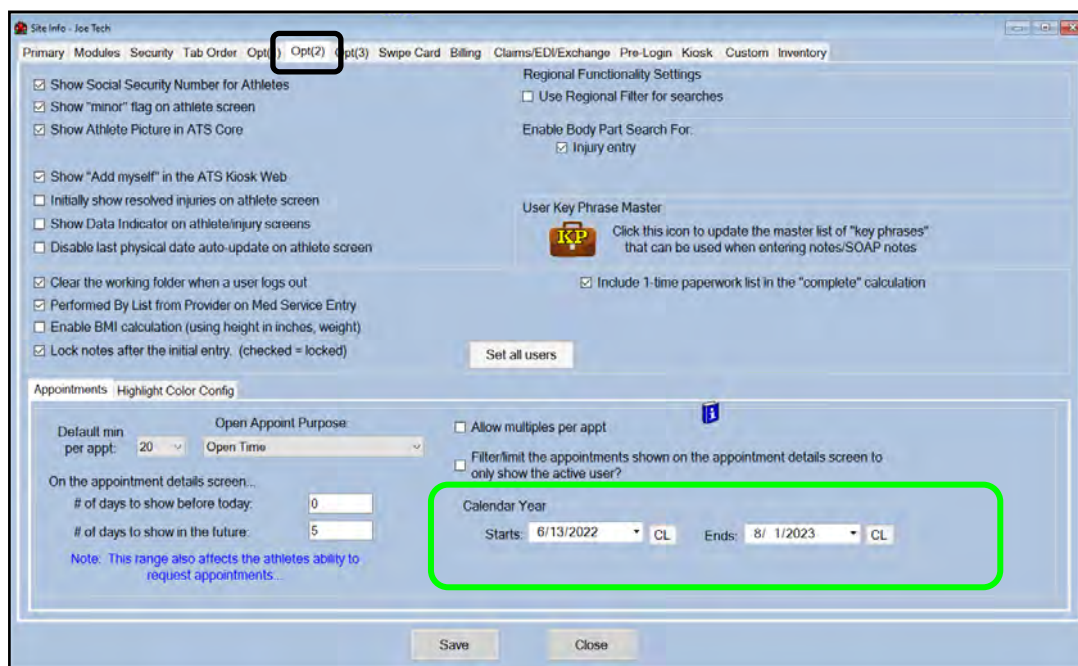 Site Info - Joe Tech
Primary Modules Security Tab Order Opt( Opt(2) Opt(3) Swipe Card Billing Claims/EDI/Exchange Pre-Login Kiosk Custom Inventory
Show Social Security Number for Athletes
Show "minor" flag on athlete screen
Show Athlete Picture in ATS Core
Show "Add myself" in the ATS Kiosk Web
Initially show resolved injuries on athlete screen
Show Data Indicator on athlete/injury screens
Disable last physical date auto-update on athlete screen
Regional Functionality Settings
Use Regional Filter for searches
Enable Body Part Search For:
Injury entry
User Key Phrase Master
KP
Click this icon to update the master list of "key phrases"
that can be used when entering notes/SOAP notes
Clear the working folder when a user logs out
Performed By List from Provider on Med Service Entry
Enable BMI calculation (using height in inches, weight)
Lock notes after the initial entry. (checked = locked)
Include 1-time paperwork list in the "complete" calculation
Set all users
Appointments Highlight Color Config
Default min
per appt: 20
Open Appoint Purpose:
Open Time
On the appointment details screen...
# of days to show before today: 0
# of days to show in the future: 5
Note: This range also affects the athletes ability to
request appointments...
i
Allow multiples per appt
Filter/limit the appointments shown on the appointment details screen to
only show the active user?
Calendar Year
Starts: 6/13/2022 CL Ends: 8/ 1/2023 CL
Save Close